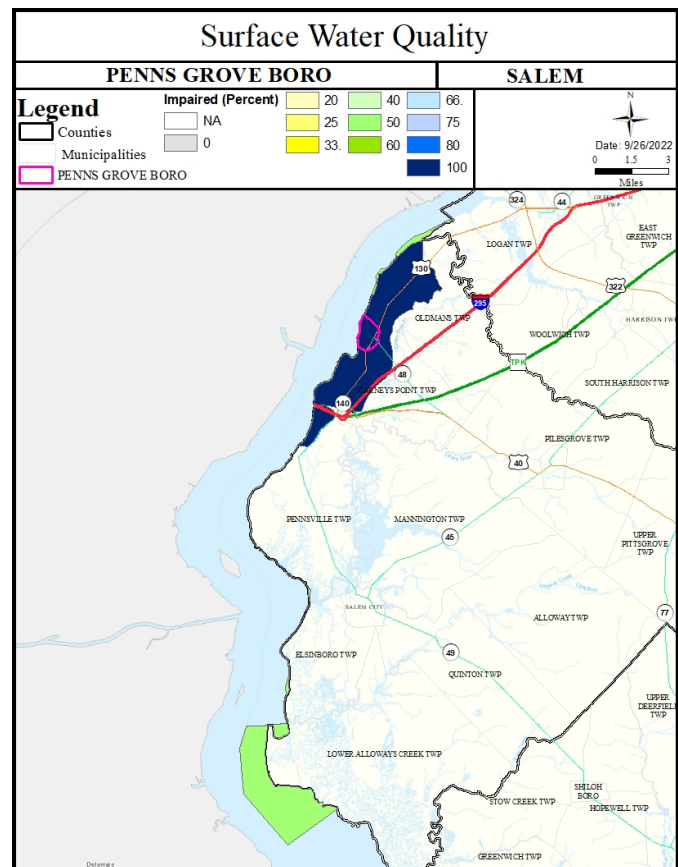 Surface Water Quality
PENNS GROVE BORO
SALEM
Legend
Counties
Municipalities
PENNS GROVE BORO
Impaired (Percent)
NA
0
20
25
33.
40
50
60
66.
75
80
100
N
Date: 9/26/2022
0 1.5 3
Miles
324
44
GREENWICH
TWP
LOGAN TWP
EAST
GREENWICH
TWP
130
322
295
OLDMANS TWP
HARRISON TWP
WOOLWICH TWP
TPK
48
CARNEYS POINT TWP
SOUTH HARRISON TWP
140
PILESGROVE TWP
40
PENNSVILLE TWP
MANNINGTON TWP
45
UPPER
PITTSGROVE
TWP
SALEM CITY
ALLOWAY TWP
77
49
ELSINBORO TWP
QUINTON TWP
UPPER
DEERFIELD
TWP
LOWER ALLOWAYS CREEK TWP
SHILOH
BORO
STOW CREEK TWP
HOPEWELL TWP
GREENWICH TWP
Delaware